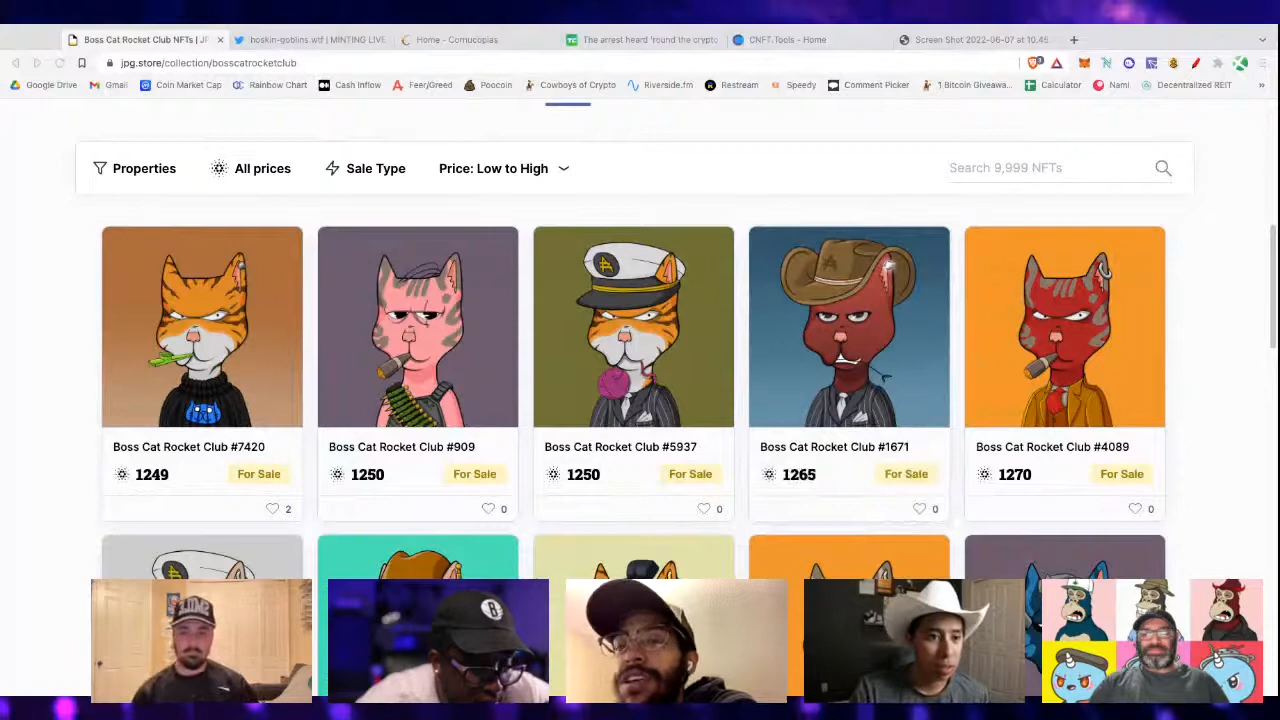 Boss Cat Rocket Club NFTs | JF
boskin-goblins.wtf | MINTING LIVE
Home - Cornucopias
The arrest heard 'round the crypto
CNFT.Tools - Home
Screen Shot 2022-06-07 at 10.45.
jpg.store/collection/bosscatrocketclub
Google Drive Gmail Coin Market Cap Rainbow Chart Cash Inflow Feer/Greed Poocoin Cowboys of Crypto Riverside.fm Restream Speedy Comment Picker 1 Bitcoin Giveawa... Calculator Nami Decentralized REIT
Properties All prices Sale Type Price: Low to High Search 9,999 NFTs
Boss Cat Rocket Club #7420
1249 For Sale
2
Boss Cat Rocket Club #909
1250 For Sale
0
Boss Cat Rocket Club #5937
1250 For Sale
0
Boss Cat Rocket Club #1671
1265 For Sale
0
Boss Cat Rocket Club #4089
1270 For Sale
0